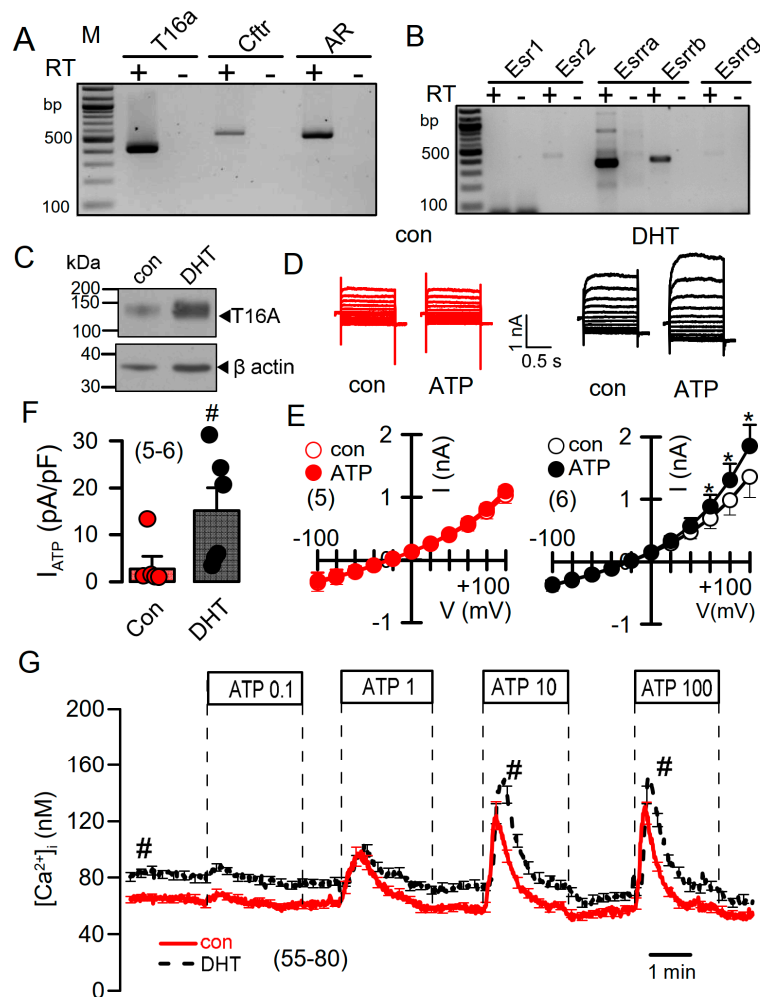 A
M
T16a
Cftr
AR
RT
+
-
+
-
+
-
bp
500
100
B
Esr1
Esr2
Esrra
Esrrb
Esrrg
RT
+
-
+
-
+
-
+
-
+
-
bp
500
100
C
kDa
con
DHT
200
150
100
T16A
40
30
β actin
D
con
DHT
1 nA
0.5 s
con
ATP
con
ATP
F
#
(5-6)
30
20
10
0
I_ATP (pA/pF)
Con
DHT
E
con
ATP
(5)
2
I (nA)
1
-100
0
+100
V (mV)
-1
con
ATP
(6)
2
I (nA)
* * *
1
-100
0
+100
V(mV)
-1
G
ATP 0.1
ATP 1
ATP 10
ATP 100
200
160
120
80
40
0
[Ca²⁺]ᵢ (nM)
#
#
#
con
DHT
(55-80)
1 min